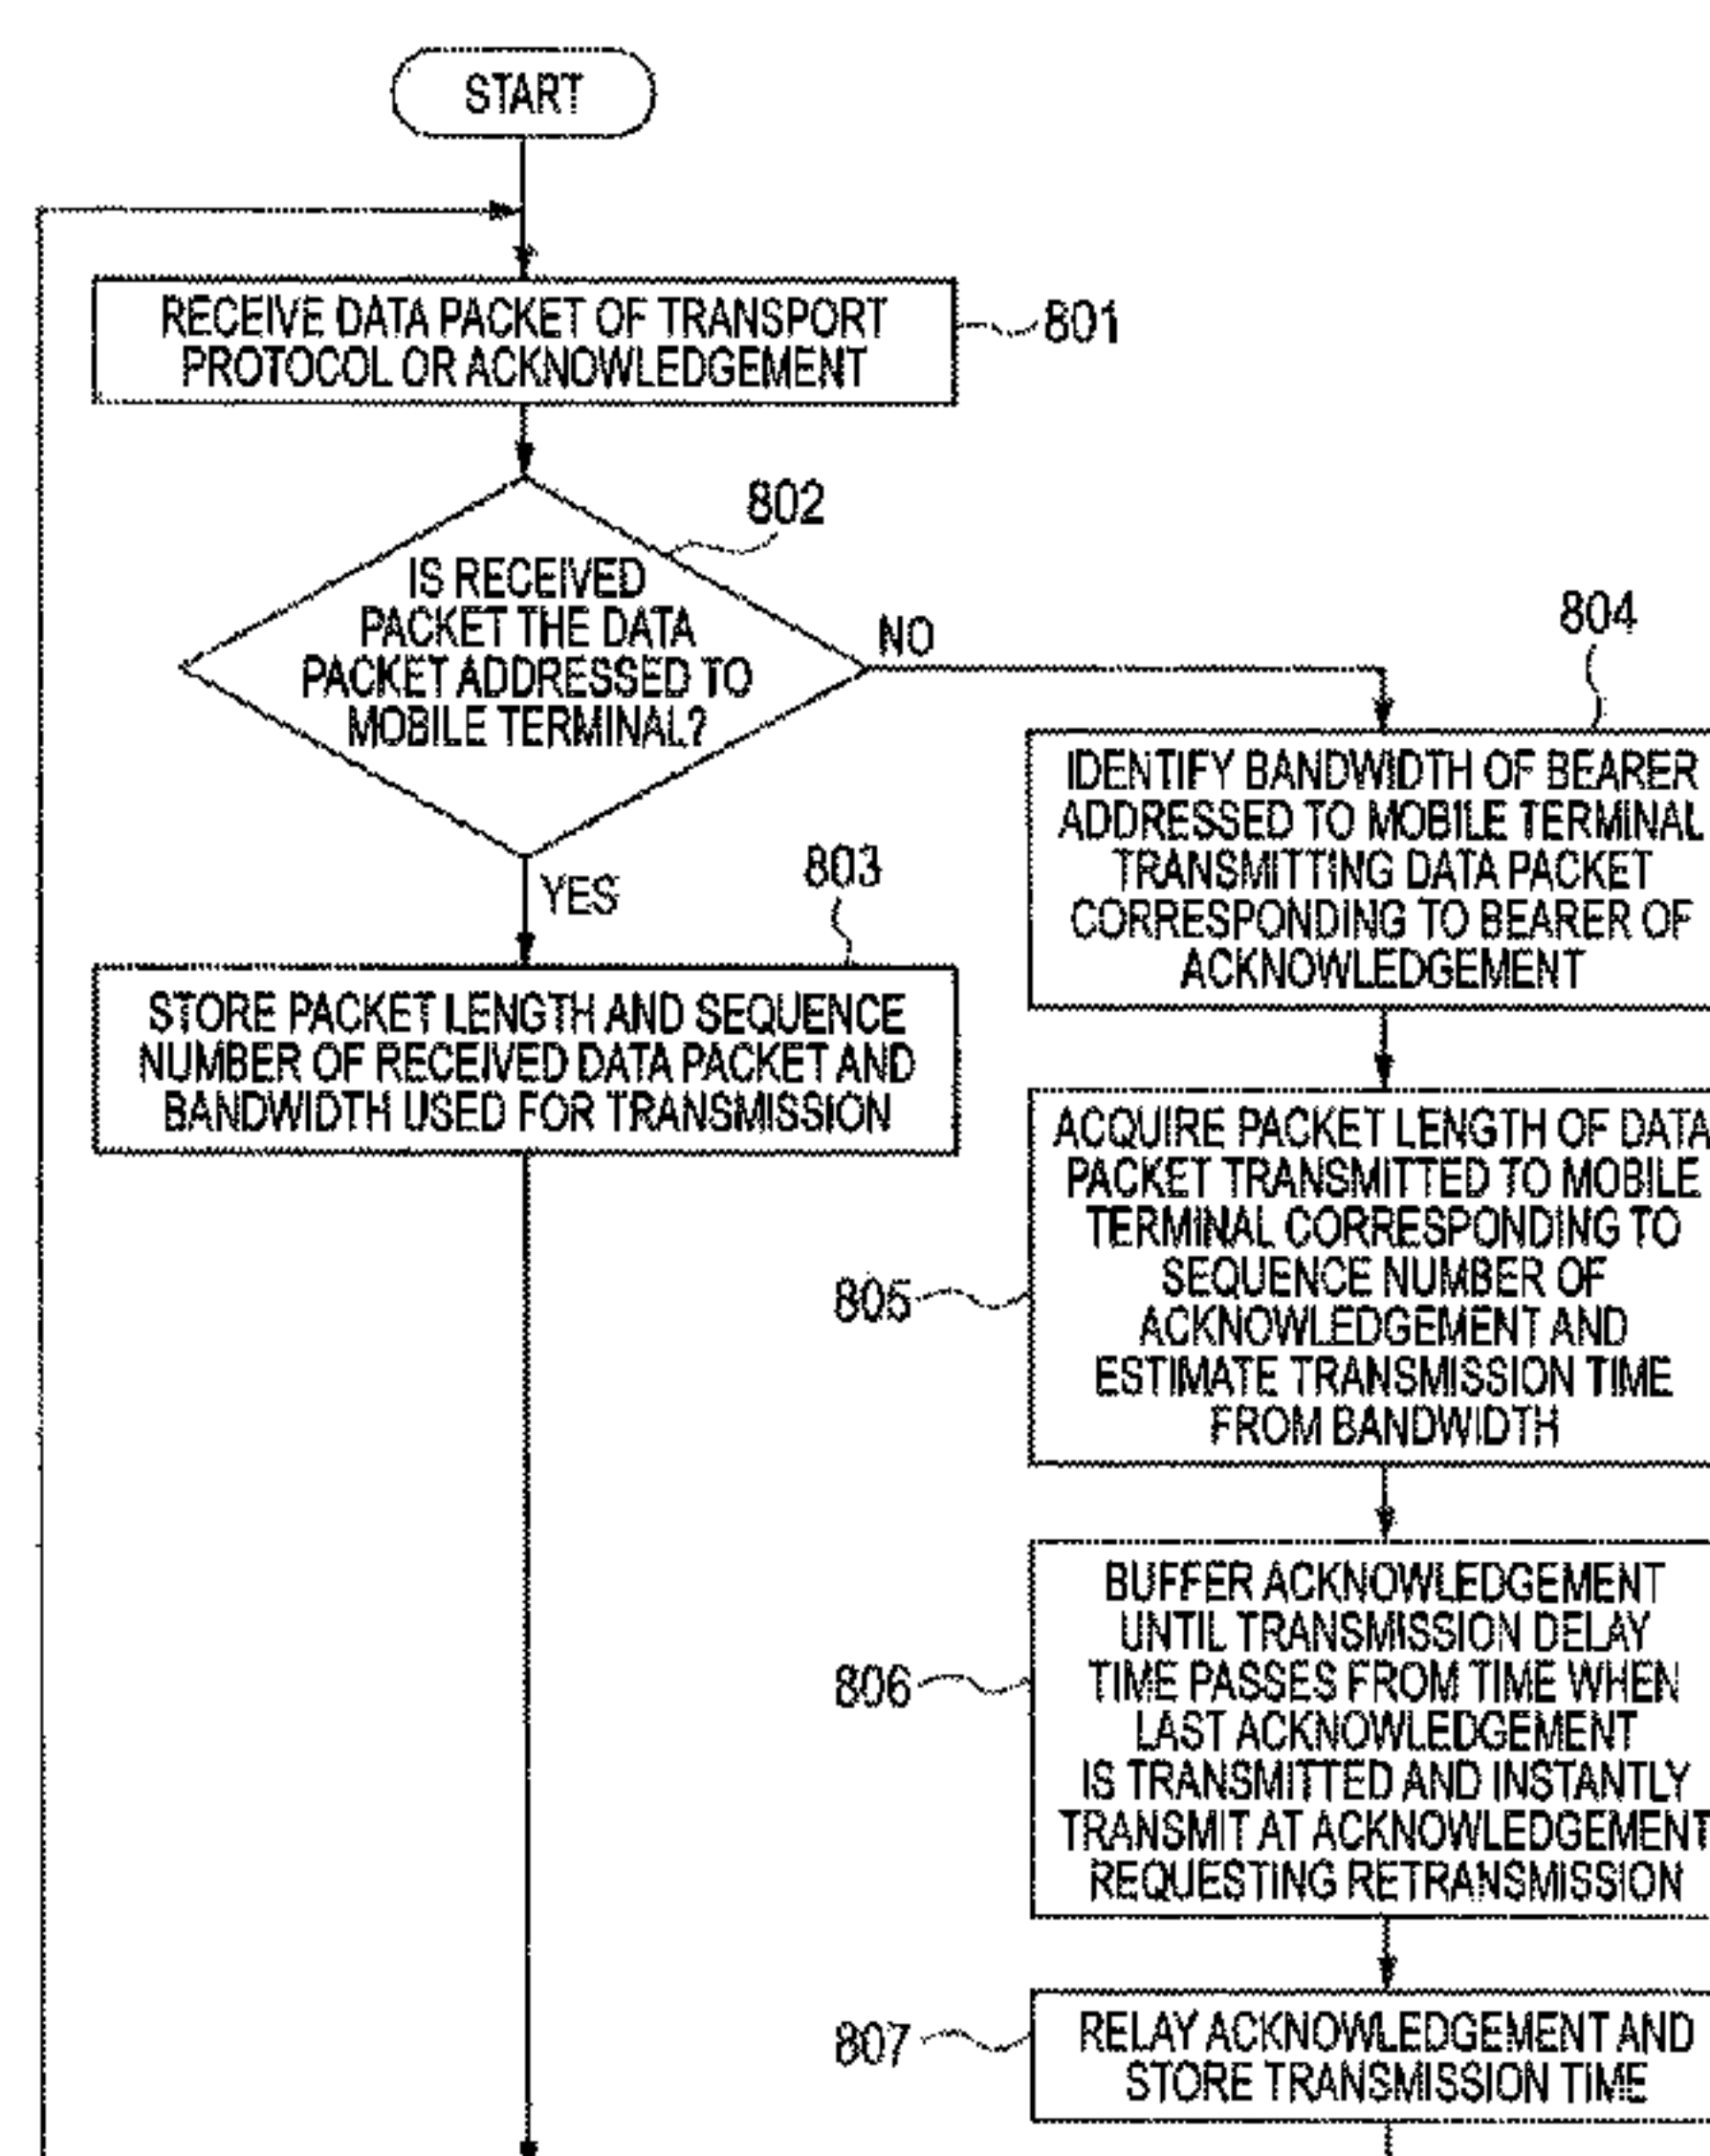 START
RECEIVE DATA PACKET OF TRANSPORT
PROTOCOL OR ACKNOWLEDGEMENT
801
802
IS RECEIVED
PACKET THE DATA
PACKET ADDRESSED TO
MOBILE TERMINAL?
NO
YES
803
STORE PACKET LENGTH AND SEQUENCE
NUMBER OF RECEIVED DATA PACKET AND
BANDWIDTH USED FOR TRANSMISSION
804
IDENTIFY BANDWIDTH OF BEARER
ADDRESSED TO MOBILE TERMINAL
TRANSMITTING DATA PACKET
CORRESPONDING TO BEARER OF
ACKNOWLEDGEMENT
805
ACQUIRE PACKET LENGTH OF DATA
PACKET TRANSMITTED TO MOBILE
TERMINAL CORRESPONDING TO
SEQUENCE NUMBER OF
ACKNOWLEDGEMENT AND
ESTIMATE TRANSMISSION TIME
FROM BANDWIDTH
806
BUFFER ACKNOWLEDGEMENT
UNTIL TRANSMISSION DELAY
TIME PASSES FROM TIME WHEN
LAST ACKNOWLEDGEMENT
IS TRANSMITTED AND INSTANTLY
TRANSMIT AT ACKNOWLEDGEMENT
REQUESTING RETRANSMISSION
807
RELAY ACKNOWLEDGEMENT AND
STORE TRANSMISSION TIME